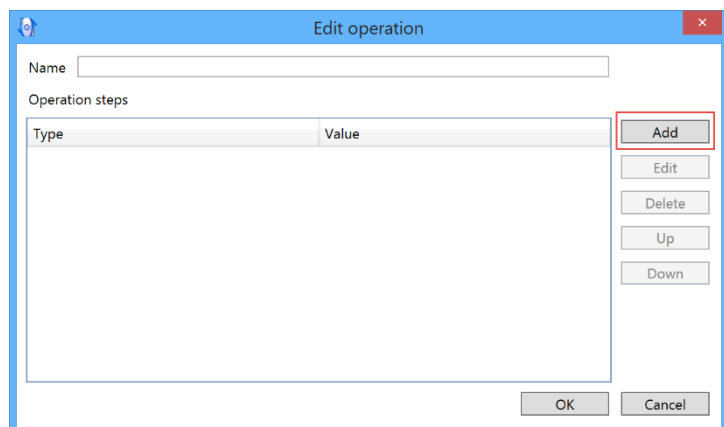 Edit operation
Name
Operation steps
Type Value
Add
Edit
Delete
Up
Down
OK Cancel